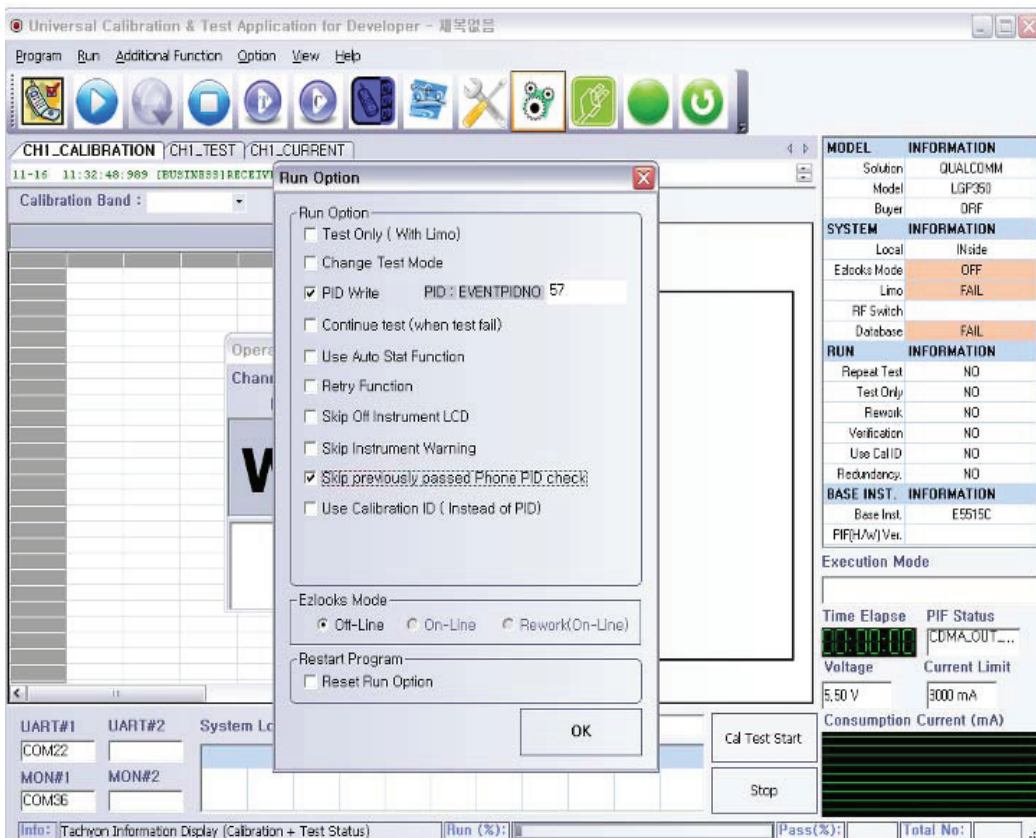 Universal Calibration & Test Application for Developer - 제목없음
Program Run Additional Function Option View Help
CH1_CALIBRATION CH1_TEST CH1_CURRENT
11-16 11:32:48:989 [BUSINESS]RECEIV
Calibration Band :
Run Option
Run Option
Test Only ( With Limo)
Change Test Mode
PID Write PID : EVENTPIDNO 57
Continue test (when test fail)
Use Auto Stat Function
Retry Function
Skip Off Instrument LCD
Skip Instrument Warning
Skip previously passed Phone PID check
Use Calibration ID ( Instead of PID)
Ezlooks Mode
Off-Line On-Line Rework(On-Line)
Restart Program
Reset Run Option
OK
Opera
Chann
MODEL INFORMATION
Solution QUALCOMM
Model LGP350
Buyer ORF
SYSTEM INFORMATION
Local INside
Ezlooks Mode OFF
Limo FAIL
RF Switch
Database FAIL
RUN INFORMATION
Repeat Test NO
Test Only NO
Rework NO
Verification NO
Use Cal ID NO
Redundancy. NO
BASE INST. INFORMATION
Base Inst. E5515C
PIF(H/W) Ver.
Execution Mode
Time Elapse PIF Status
00:00:00 CDMA_OUT_...
Voltage Current Limit
5,50 V 3000 mA
Consumption Current (mA)
UART#1 UART#2 System Lo
COM22
MON#1 MON#2
COM36
Cal Test Start
Stop
Info: Tachyon Information Display (Calibration + Test Status) Run (%): Pass(%): Total No: